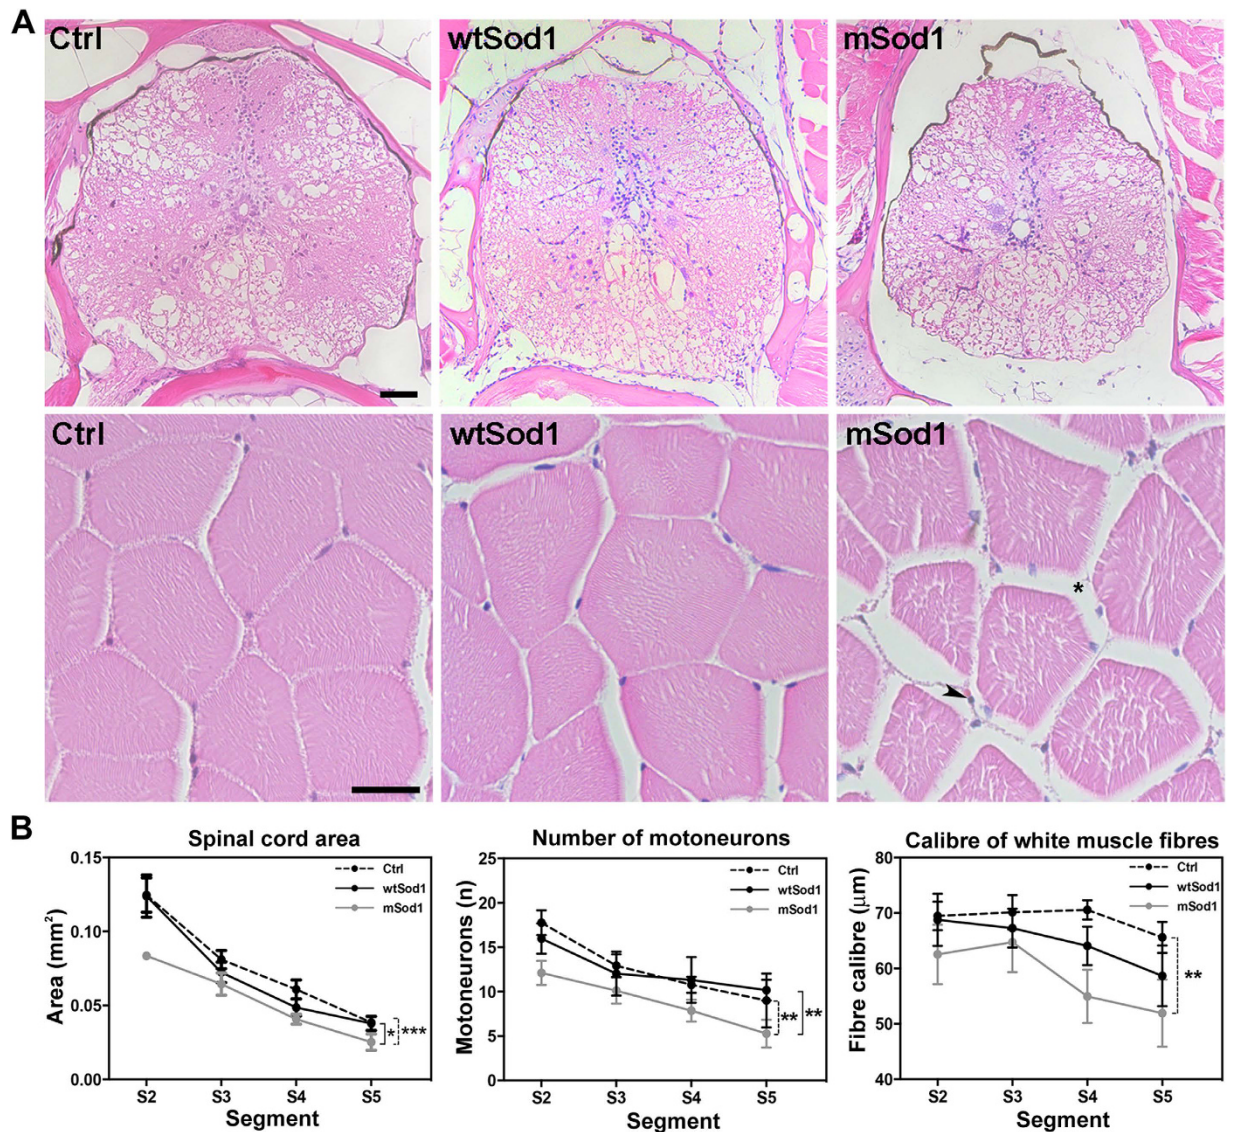 A
Ctrl
wtSod1
mSod1
Ctrl
wtSod1
mSod1
*
B
Spinal cord area
Area (mm²)
0.15
0.10
0.05
0.00
Ctrl
wtSod1
mSod1
*
***
S2 S3 S4 S5
Segment
Number of motoneurons
Motoneurons (n)
25
20
15
10
5
0
Ctrl
wtSod1
mSod1
**
**
S2 S3 S4 S5
Segment
Calibre of white muscle fibres
Fibre calibre (μm)
80
70
60
50
40
Ctrl
wtSod1
mSod1
**
S2 S3 S4 S5
Segment